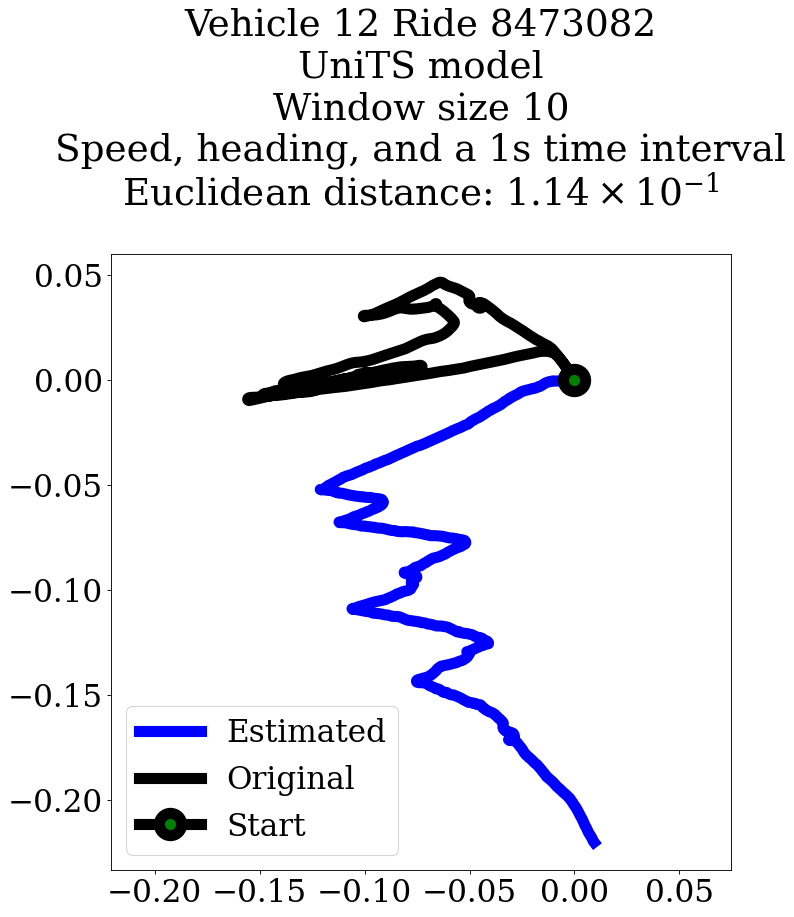 Vehicle 12 Ride 8473082
UniTS model
Window size 10
Speed, heading, and a 1s time interval
Euclidean distance: 1.14 × 10⁻¹
0.05
0.00
−0.05
−0.10
−0.15
−0.20
Estimated
Original
Start
−0.20 −0.15 −0.10 −0.05 0.00 0.05